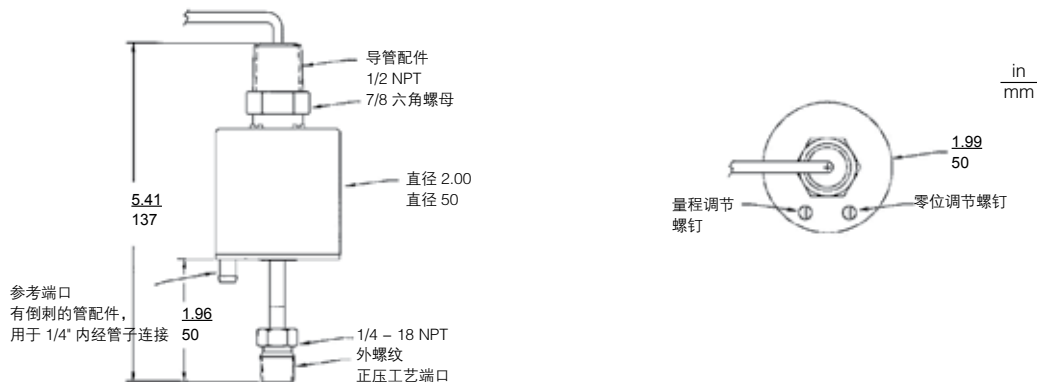 导管配件
1/2 NPT
7/8 六角螺母
in
mm
5.41
137
直径 2.00
直径 50
1.99
50
量程调节
螺钉
零位调节螺钉
参考端口
有倒刺的管配件，
用于 1/4" 内经管子连接
1.96
50
1/4 – 18 NPT
外螺纹
正压工艺端口